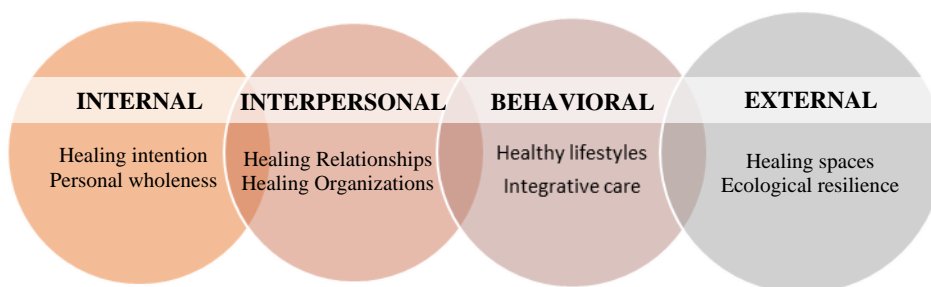 INTERNAL
Healing intention
Personal wholeness
INTERPERSONAL
Healing Relationships
Healing Organizations
BEHAVIORAL
Healthy lifestyles
Integrative care
EXTERNAL
Healing spaces
Ecological resilience